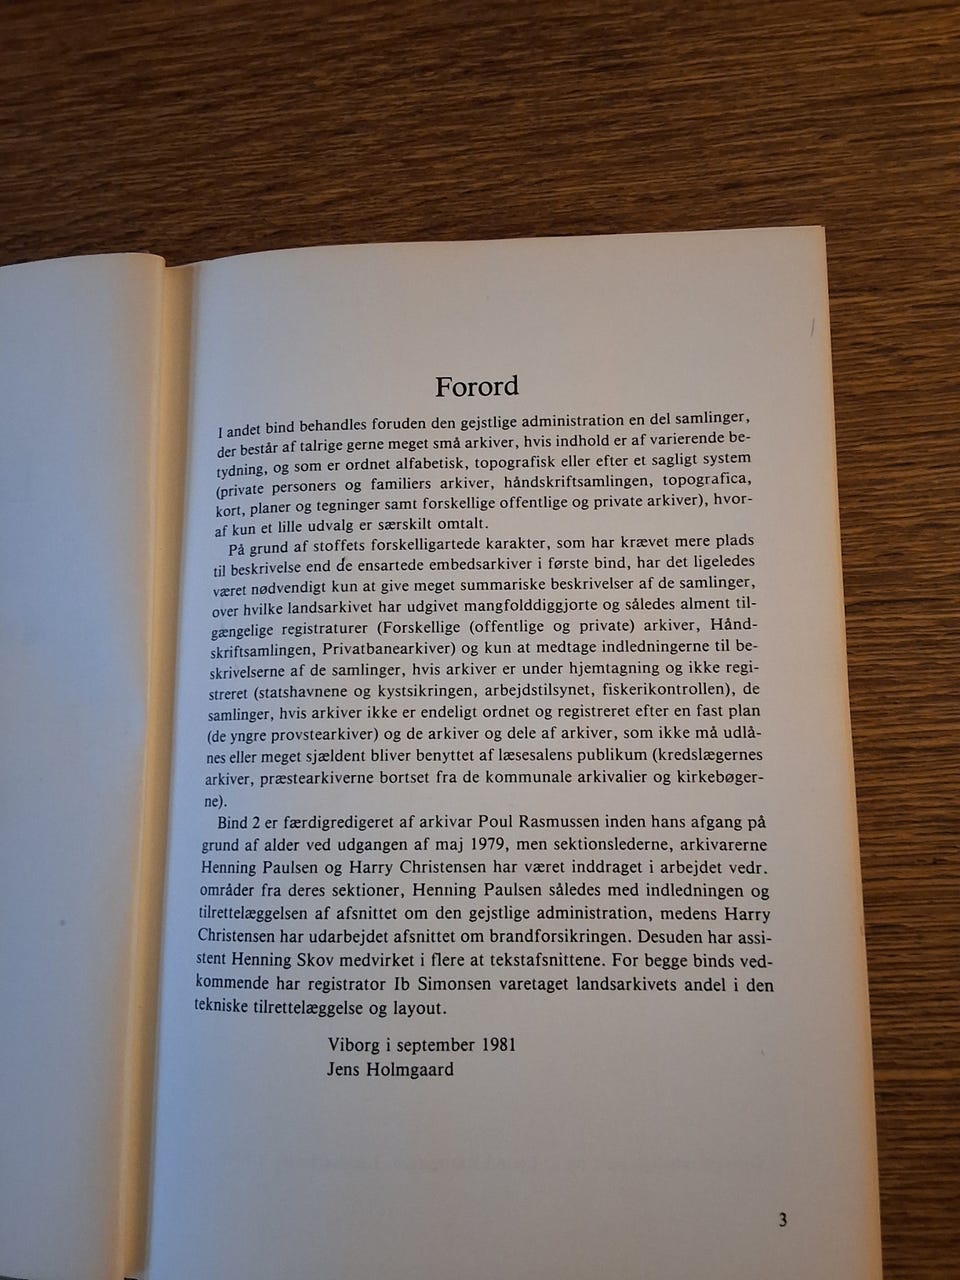 Forord
I andet bind behandles foruden den gejstlige administration en del samlinger,
der består af talrige gerne meget små arkiver, hvis indhold er af varierende be-
tydning, og som er ordnet alfabetisk, topografisk eller efter et sagligt system
(private personers og familiers arkiver, håndskriftsamlingen, topografica,
kort, planer og tegninger samt forskellige offentlige og private arkiver), hvor-
af kun et lille udvalg er særskilt omtalt.
På grund af stoffets forskelligartede karakter, som har krævet mere plads
til beskrivelse end de ensartede embedsarkiver i første bind, har det ligeledes
været nødvendigt kun at give meget summariske beskrivelser af de samlinger,
over hvilke landsarkivet har udgivet mangfolddiggjorte og således alment til-
gængelige registraturer (Forskellige (offentlige og private) arkiver, Hånd-
skriftsamlingen, Privatbanearkiver) og kun at medtage indledningerne til be-
skrivelserne af de samlinger, hvis arkiver er under hjemtagning og ikke regi-
streret (statshavnene og kystsikringen, arbejdstilsynet, fiskerikontrollen), de
samlinger, hvis arkiver ikke er endeligt ordnet og registreret efter en fast plan
(de yngre provstearkiver) og de arkiver og dele af arkiver, som ikke må udlå-
nes eller meget sjældent bliver benyttet af læsesalens publikum (kredslægernes
arkiver, præstearkiverne bortset fra de kommunale arkivalier og kirkebøger-
ne).
Bind 2 er færdigredigeret af arkivar Poul Rasmussen inden hans afgang på
grund af alder ved udgangen af maj 1979, men sektionslederne, arkivarerne
Henning Paulsen og Harry Christensen har været inddraget i arbejdet vedr.
områder fra deres sektioner, Henning Paulsen således med indledningen og
tilrettelæggelsen af afsnittet om den gejstlige administration, medens Harry
Christensen har udarbejdet afsnittet om brandforsikringen. Desuden har assi-
stent Henning Skov medvirket i flere at tekstafsnittene. For begge binds ved-
kommende har registrator Ib Simonsen varetaget landsarkivets andel i den
tekniske tilrettelæggelse og layout.
Viborg i september 1981
Jens Holmgaard
3